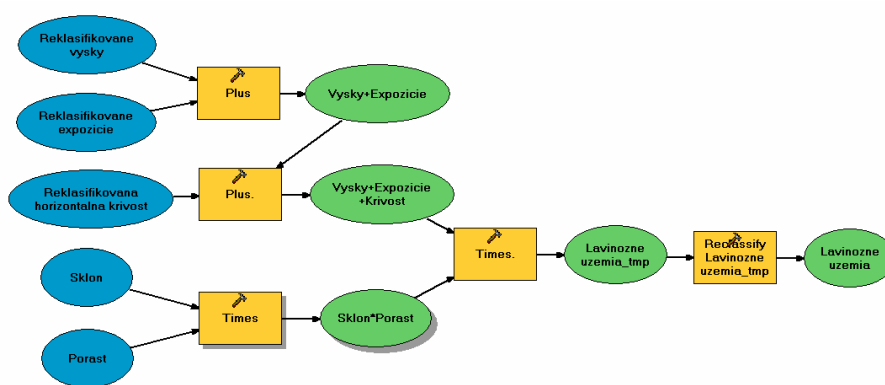 Reklasifikovane
vysky
Plus
Vysky+Expozicie
Reklasifikovane
expozicie
Reklasifikovana
horizontalna krivost
Plus.
Vysky+Expozicie
+Krivost
Times.
Lavinozne
uzemia_tmp
Reclassify
Lavinozne
uzemia_tmp
Lavinozne
uzemia
Sklon
Times
Sklon*Porast
Porast